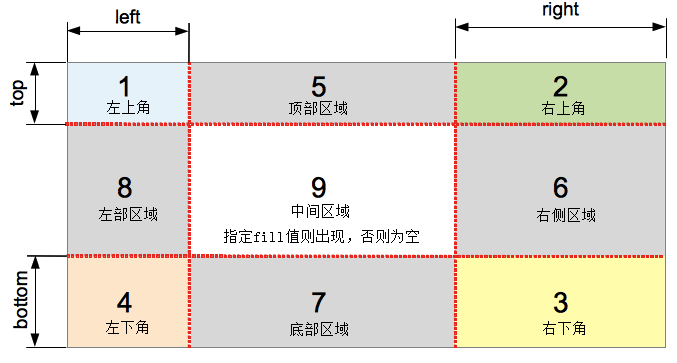 left
right
top
1
左上角
5
顶部区域
2
右上角
8
左部区域
9
中间区域
指定fill值则出现，否则为空
6
右侧区域
bottom
4
左下角
7
底部区域
3
右下角